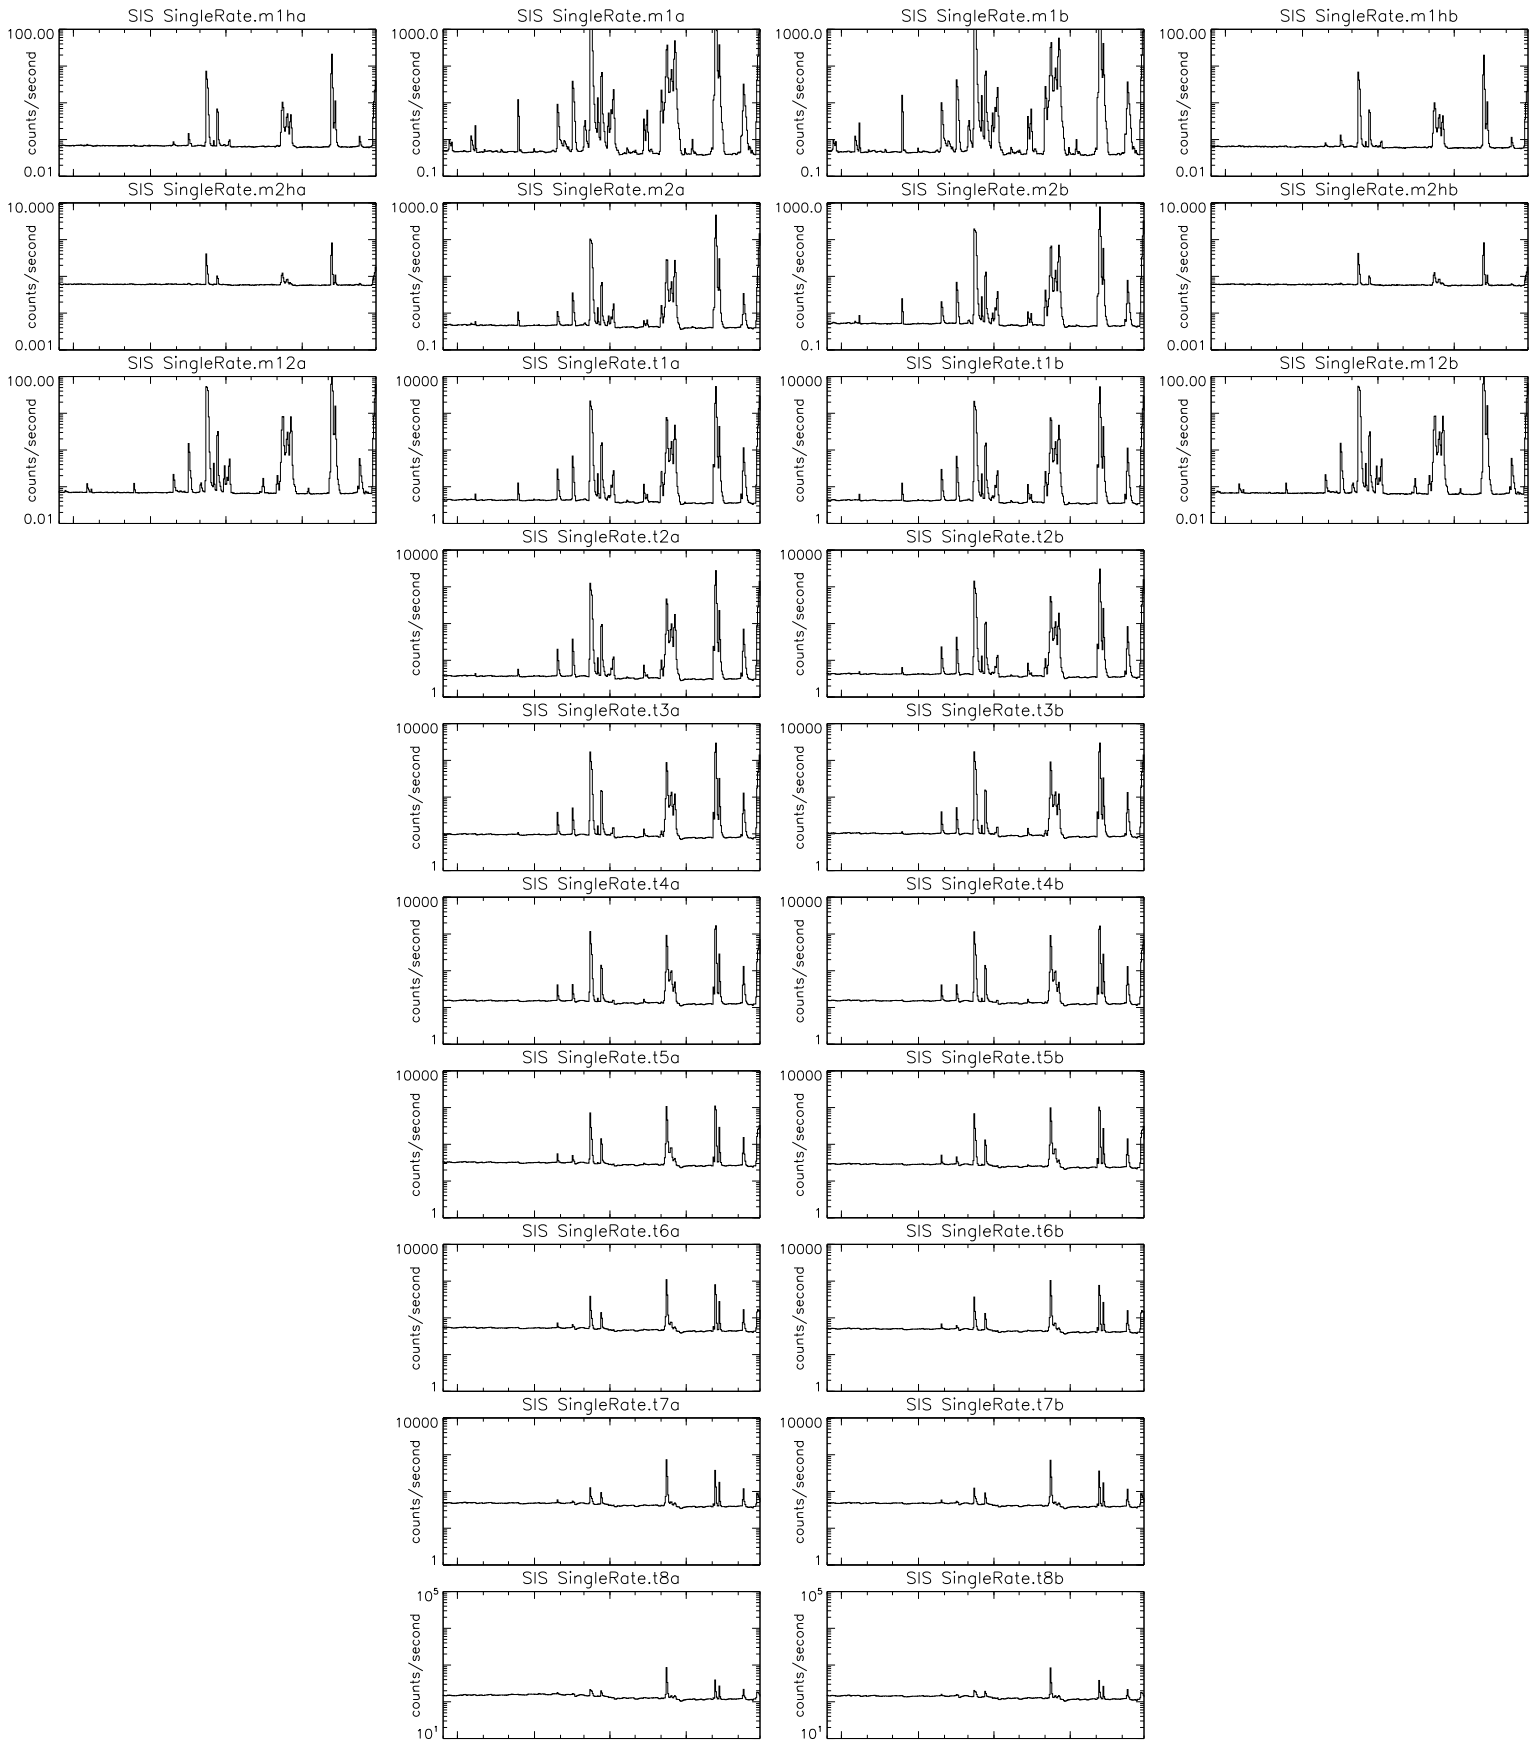 SIS SingleRate.m1ha
100.00
counts/second
0.01
SIS SingleRate.m1a
1000.0
counts/second
0.1
SIS SingleRate.m1b
1000.0
counts/second
0.1
SIS SingleRate.m1hb
100.00
counts/second
0.01
SIS SingleRate.m2ha
10.000
counts/second
0.001
SIS SingleRate.m2a
1000.0
counts/second
0.1
SIS SingleRate.m2b
1000.0
counts/second
0.1
SIS SingleRate.m2hb
10.000
counts/second
0.001
SIS SingleRate.m12a
100.00
counts/second
0.01
SIS SingleRate.t1a
10000
counts/second
1
SIS SingleRate.t1b
10000
counts/second
1
SIS SingleRate.m12b
100.00
counts/second
0.01
SIS SingleRate.t2a
10000
counts/second
1
SIS SingleRate.t2b
10000
counts/second
1
SIS SingleRate.t3a
10000
counts/second
1
SIS SingleRate.t3b
10000
counts/second
1
SIS SingleRate.t4a
10000
counts/second
1
SIS SingleRate.t4b
10000
counts/second
1
SIS SingleRate.t5a
10000
counts/second
1
SIS SingleRate.t5b
10000
counts/second
1
SIS SingleRate.t6a
10000
counts/second
1
SIS SingleRate.t6b
10000
counts/second
1
SIS SingleRate.t7a
10000
counts/second
1
SIS SingleRate.t7b
10000
counts/second
1
SIS SingleRate.t8a
10⁵
counts/second
10¹
SIS SingleRate.t8b
10⁵
counts/second
10¹